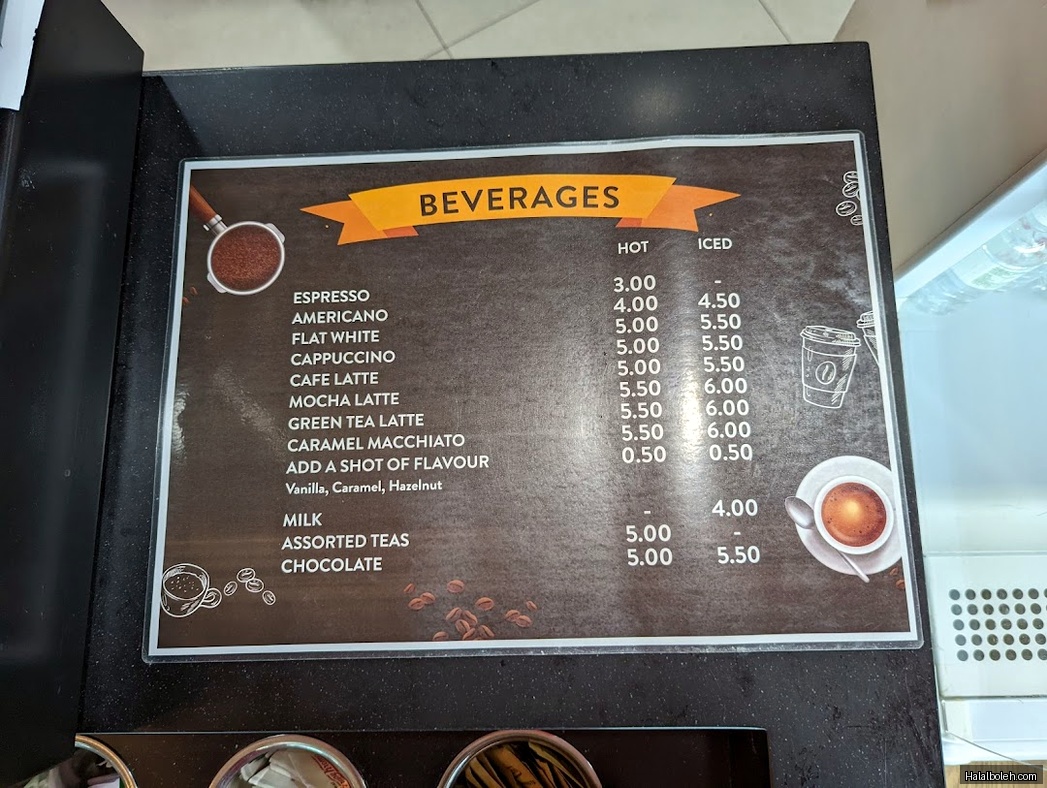 BEVERAGES
HOT ICED
ESPRESSO 3.00 -
AMERICANO 4.00 4.50
FLAT WHITE 5.00 5.50
CAPPUCCINO 5.00 5.50
CAFE LATTE 5.00 5.50
MOCHA LATTE 5.50 6.00
GREEN TEA LATTE 5.50 6.00
CARAMEL MACCHIATO 5.50 6.00
ADD A SHOT OF FLAVOUR 0.50 0.50
Vanilla, Caramel, Hazelnut
MILK - 4.00
ASSORTED TEAS 5.00 -
CHOCOLATE 5.00 5.50
Halalboleh.com